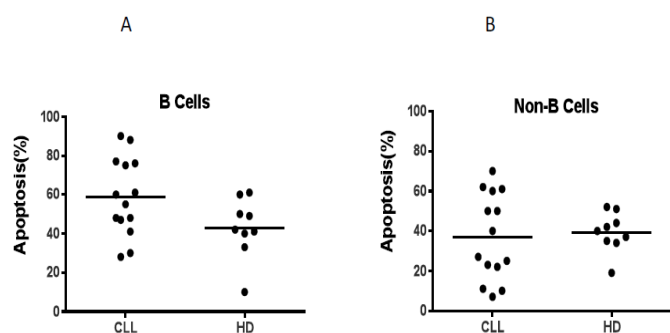 A
B
B Cells
Apoptosis(%)
100
80
60
40
20
0
CLL
HD
Non-B Cells
Apoptosis(%)
100
80
60
40
20
0
CLL
HD